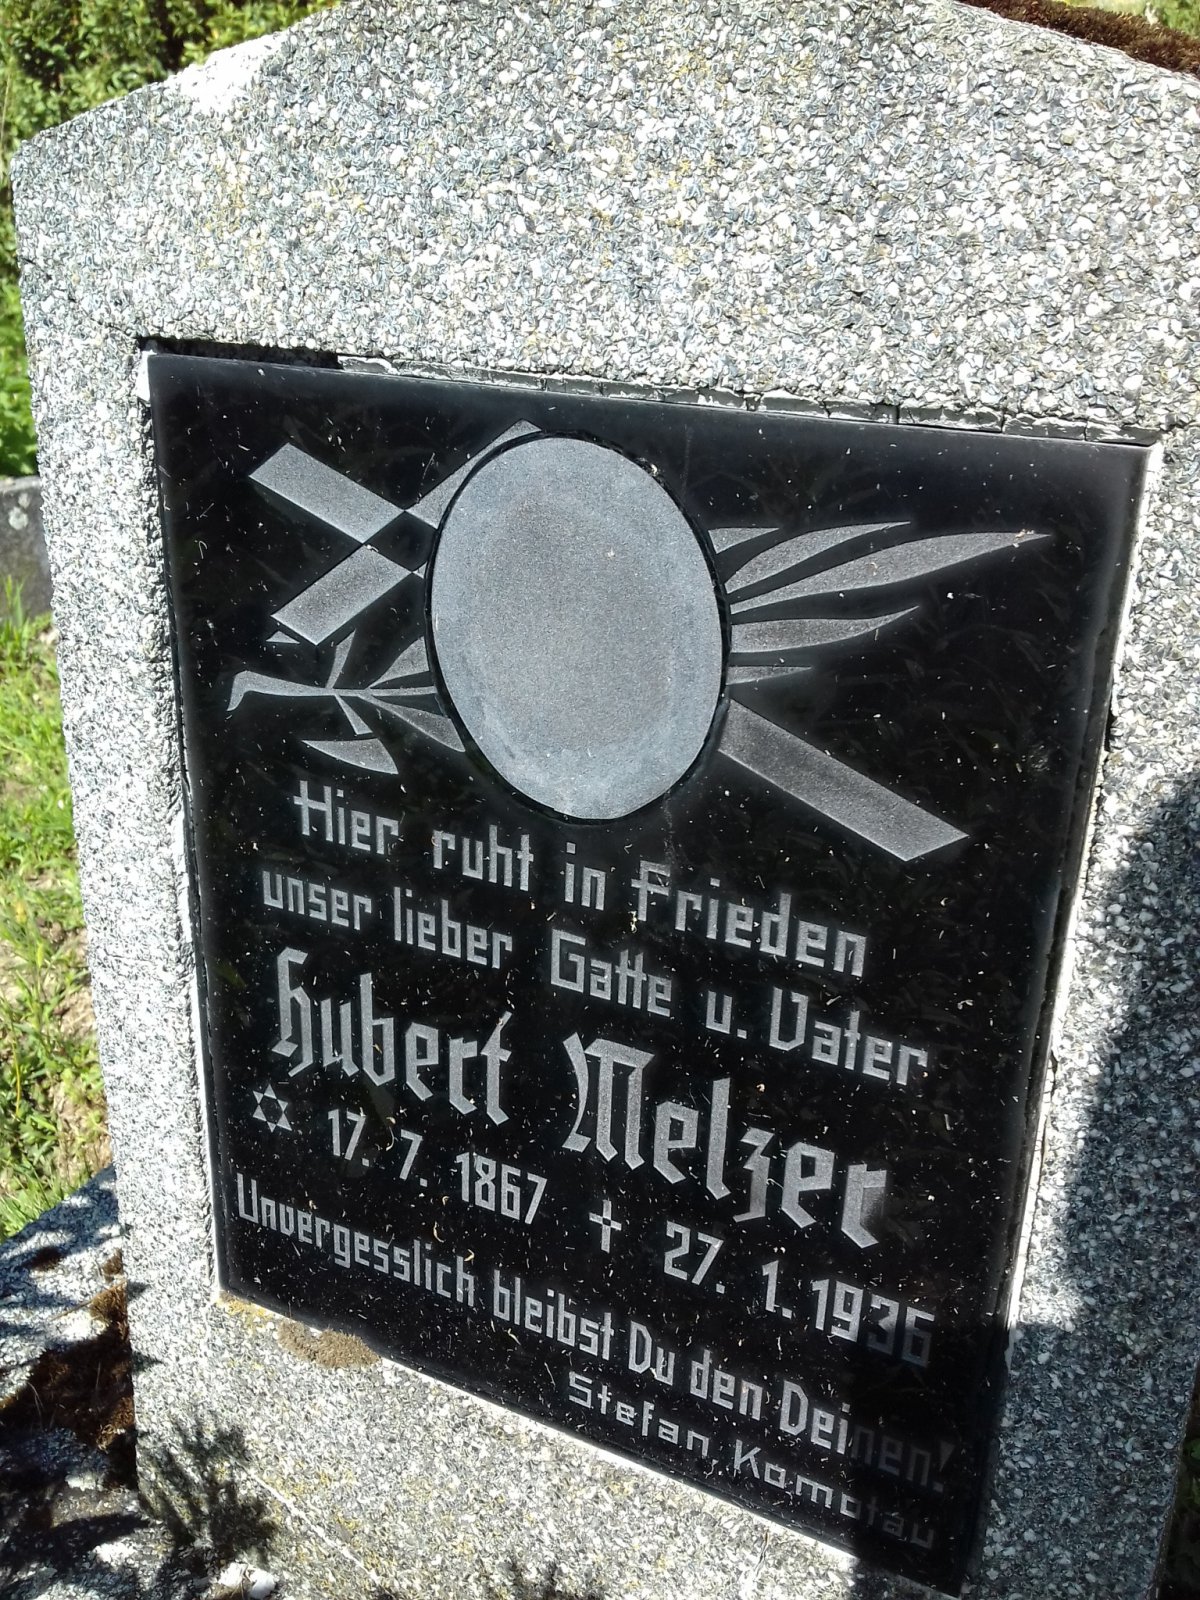 Hier ruht in Frieden
unser lieber Gatte u. Vater
Hubert Melzer
✡ 17. 7. 1867 ✝ 27. 1. 1936
Unvergesslich bleibst Du den Deinen!
Stefan, Komotau